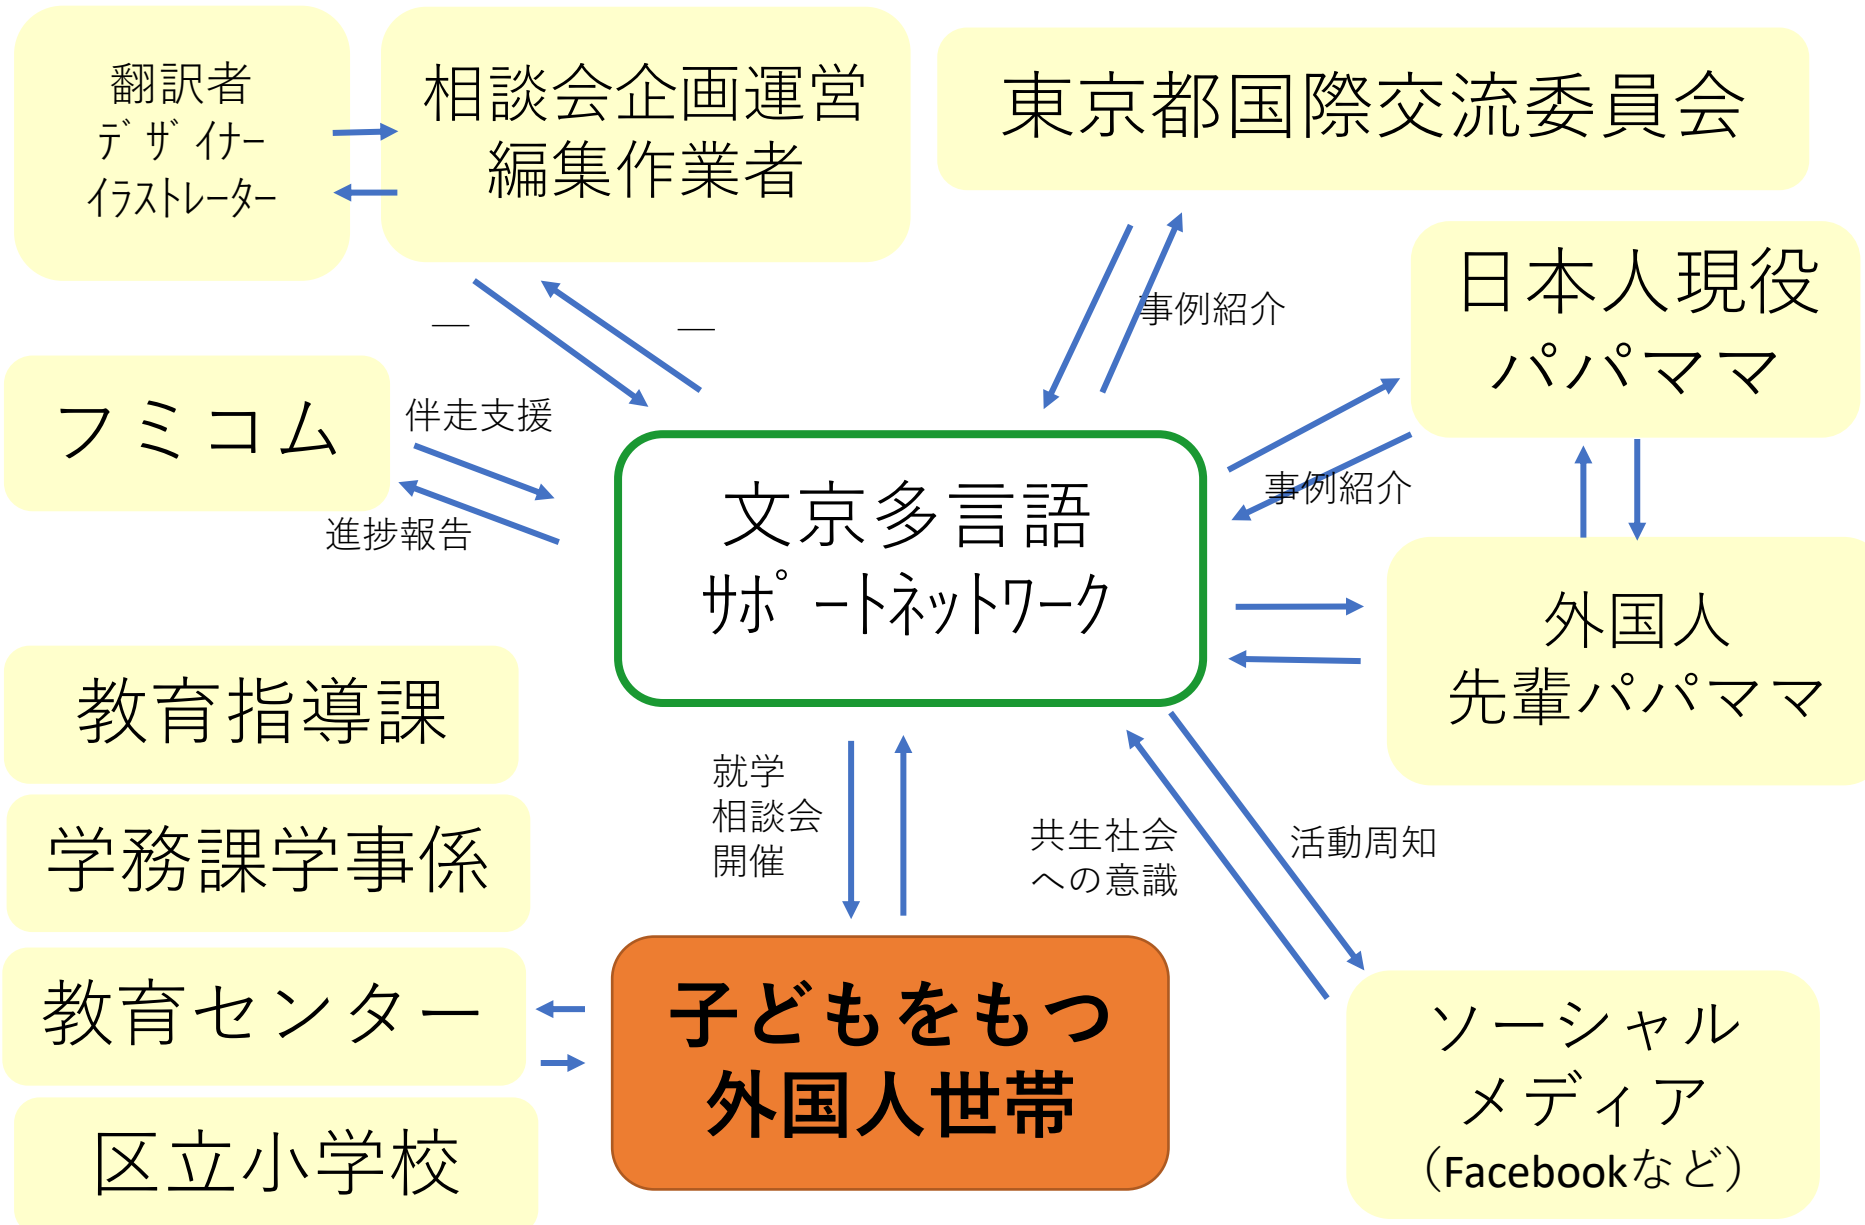 翻訳者
ﾃﾞｻﾞｲﾅｰ
ｲﾗｽﾄﾚｰﾀｰ
相談会企画運営
編集作業者
東京都国際交流委員会
事例紹介
日本人現役
パパママ
―
―
フミコム
伴走支援
進捗報告
文京多言語
ｻﾎﾟｰﾄﾈｯﾄﾜｰｸ
事例紹介
外国人
先輩パパママ
教育指導課
学務課学事係
教育センター
区立小学校
就学
相談会
開催
共生社会
への意識
活動周知
子どもをもつ
外国人世帯
ソーシャル
メディア
（Facebookなど）